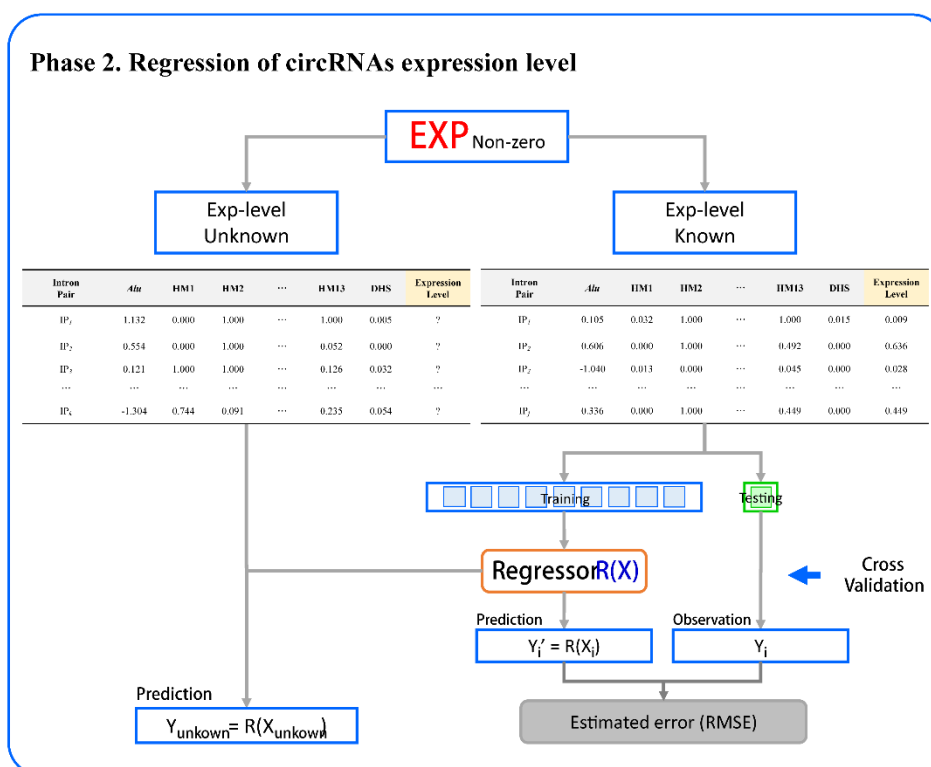 Phase 2. Regression of circRNAs expression level
EXP Non-zero
Exp-level
Unknown
Exp-level
Known
Intron
Pair Alu HM1 HM2 ... HM13 DHS Expression
Level
IP1 1.132 0.000 1.000 ... 1.000 0.005 ?
IP2 0.554 0.000 1.000 ... 0.052 0.000 ?
IP3 0.121 1.000 1.000 ... 0.126 0.032 ?
... ... ... ... ... ... ...
IPk -1.304 0.744 0.091 ... 0.235 0.054 ?
Intron
Pair Alu HM1 HM2 ... HM13 DHS Expression
Level
IP1 0.105 0.032 1.000 ... 1.000 0.015 0.009
IP2 0.606 0.000 1.000 ... 0.492 0.000 0.636
IP3 -1.040 0.013 0.000 ... 0.045 0.000 0.028
... ... ... ... ... ... ...
IPj 0.336 0.000 1.000 ... 0.449 0.000 0.449
Training
Testing
Regressor R(X)
Cross
Validation
Prediction
Yi' = R(Xi)
Observation
Yi
Prediction
Yunkown = R(Xunkown)
Estimated error (RMSE)